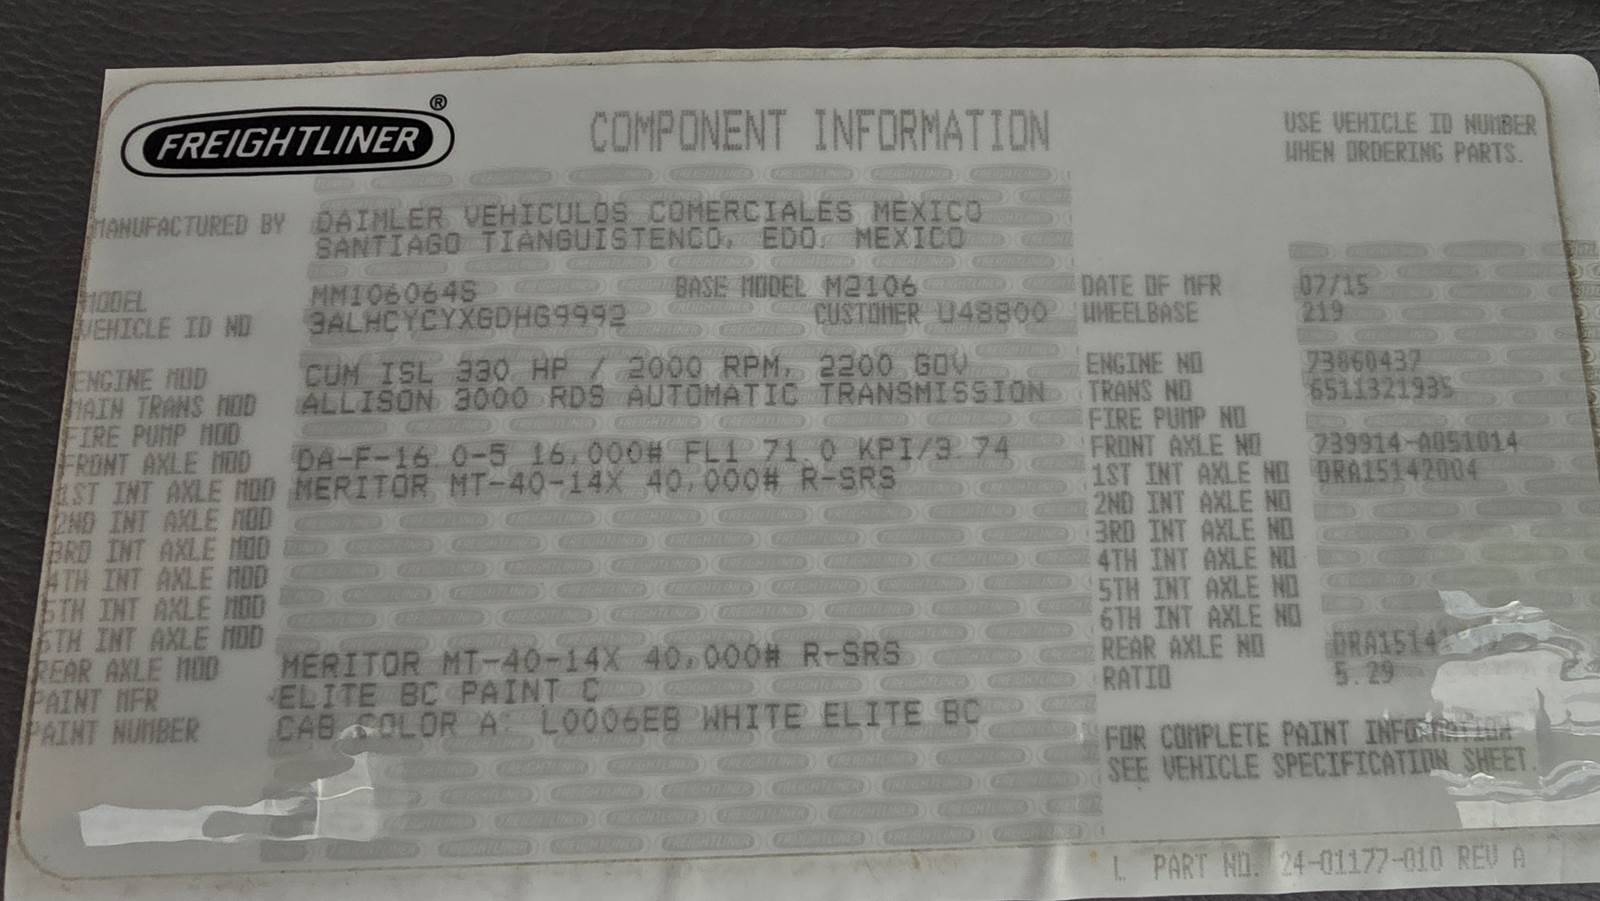 FREIGHTLINER ®
COMPONENT INFORMATION
USE VEHICLE ID NUMBER
WHEN ORDERING PARTS.
MANUFACTURED BY DAIMLER VEHICULOS COMERCIALES MEXICO
SANTIAGO TIANGUISTENCO, EDO. MEXICO
MODEL MM106064S BASE MODEL M2106 DATE OF MFR 07/15
VEHICLE ID NO 3ALHCYCYXGDHG9992 CUSTOMER U48800 WHEELBASE 219
ENGINE MOD CUM ISL 330 HP / 2000 RPM, 2200 GOV ENGINE NO 73860437
MAIN TRANS MOD ALLISON 3000 RDS AUTOMATIC TRANSMISSION TRANS NO 6511321935
FIRE PUMP MOD FIRE PUMP NO
FRONT AXLE MOD DA-F-16.0-5 16,000# FL1 71.0 KPI/3.74 FRONT AXLE NO 739914-A051014
1ST INT AXLE MOD MERITOR MT-40-14X 40,000# R-SRS 1ST INT AXLE NO DRA15142004
2ND INT AXLE MOD 2ND INT AXLE NO
3RD INT AXLE MOD 3RD INT AXLE NO
4TH INT AXLE MOD 4TH INT AXLE NO
5TH INT AXLE MOD 5TH INT AXLE NO
6TH INT AXLE MOD 6TH INT AXLE NO
REAR AXLE MOD MERITOR MT-40-14X 40,000# R-SRS REAR AXLE NO
PAINT MFR ELITE BC PAINT C RATIO 5.29
PAINT NUMBER CAB COLOR A: L0006EB WHITE ELITE BC
FOR COMPLETE PAINT INFORMATION
SEE VEHICLE SPECIFICATION SHEET.
L PART NO. 24-01177-010 REV A